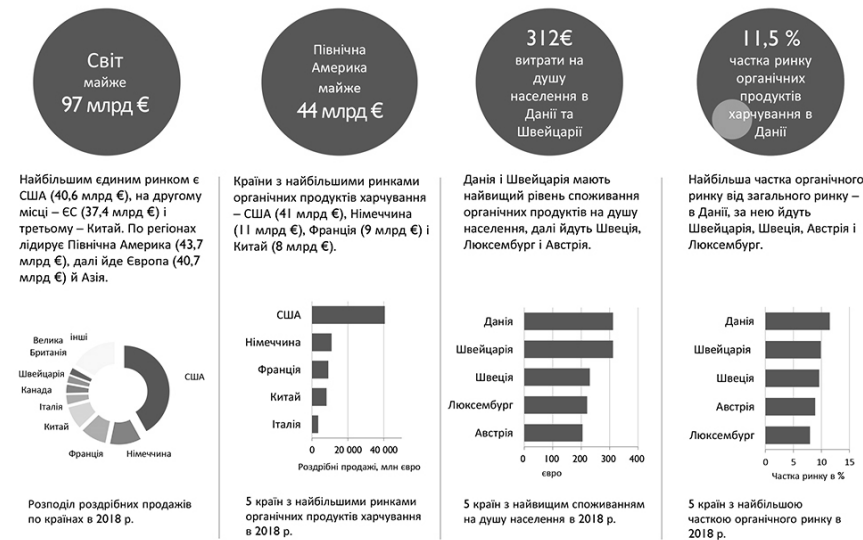 Світ
майже
97 млрд €
Північна
Америка
майже
44 млрд €
312€
витрати на
душу
населення в
Данії та
Швейцарії
11,5 %
частка ринку
органічних
продуктів
харчування в
Данії
Найбільшим єдиним ринком є
США (40,6 млрд €), на другому
місці – ЄС (37,4 млрд €) і
третьому – Китай. По регіонах
лідирує Північна Америка (43,7
млрд €), далі йде Європа (40,7
млрд €) й Азія.
Країни з найбільшими ринками
органічних продуктів харчування
– США (41 млрд €), Німеччина
(11 млрд €), Франція (9 млрд €) і
Китай (8 млрд €).
Данія і Швейцарія мають
найвищий рівень споживання
органічних продуктів на душу
населення, далі йдуть Швеція,
Люксембург і Австрія.
Найбільша частка органічного
ринку від загального ринку –
в Данії, за нею йдуть
Швейцарія, Швеція, Австрія і
Люксембург.
Велика
Британія
інші
Швейцарія
Канада
Італія
Китай
Франція
Німеччина
США
Розподіл роздрібних продажів
по країнах в 2018 р.
США
Німеччина
Франція
Китай
Італія
0 20 000 40 000
Роздрібні продажі, млн євро
5 країн з найбільшими ринками
органічних продуктів харчування
в 2018 р.
Данія
Швейцарія
Швеція
Люксембург
Австрія
0 100 200 300 400
євро
5 країн з найвищим споживанням
на душу населення в 2018 р.
Данія
Швейцарія
Швеція
Австрія
Люксембург
0 5 10 15
Частка ринку в %
5 країн з найбільшою
часткою органічного ринку в
2018 р.